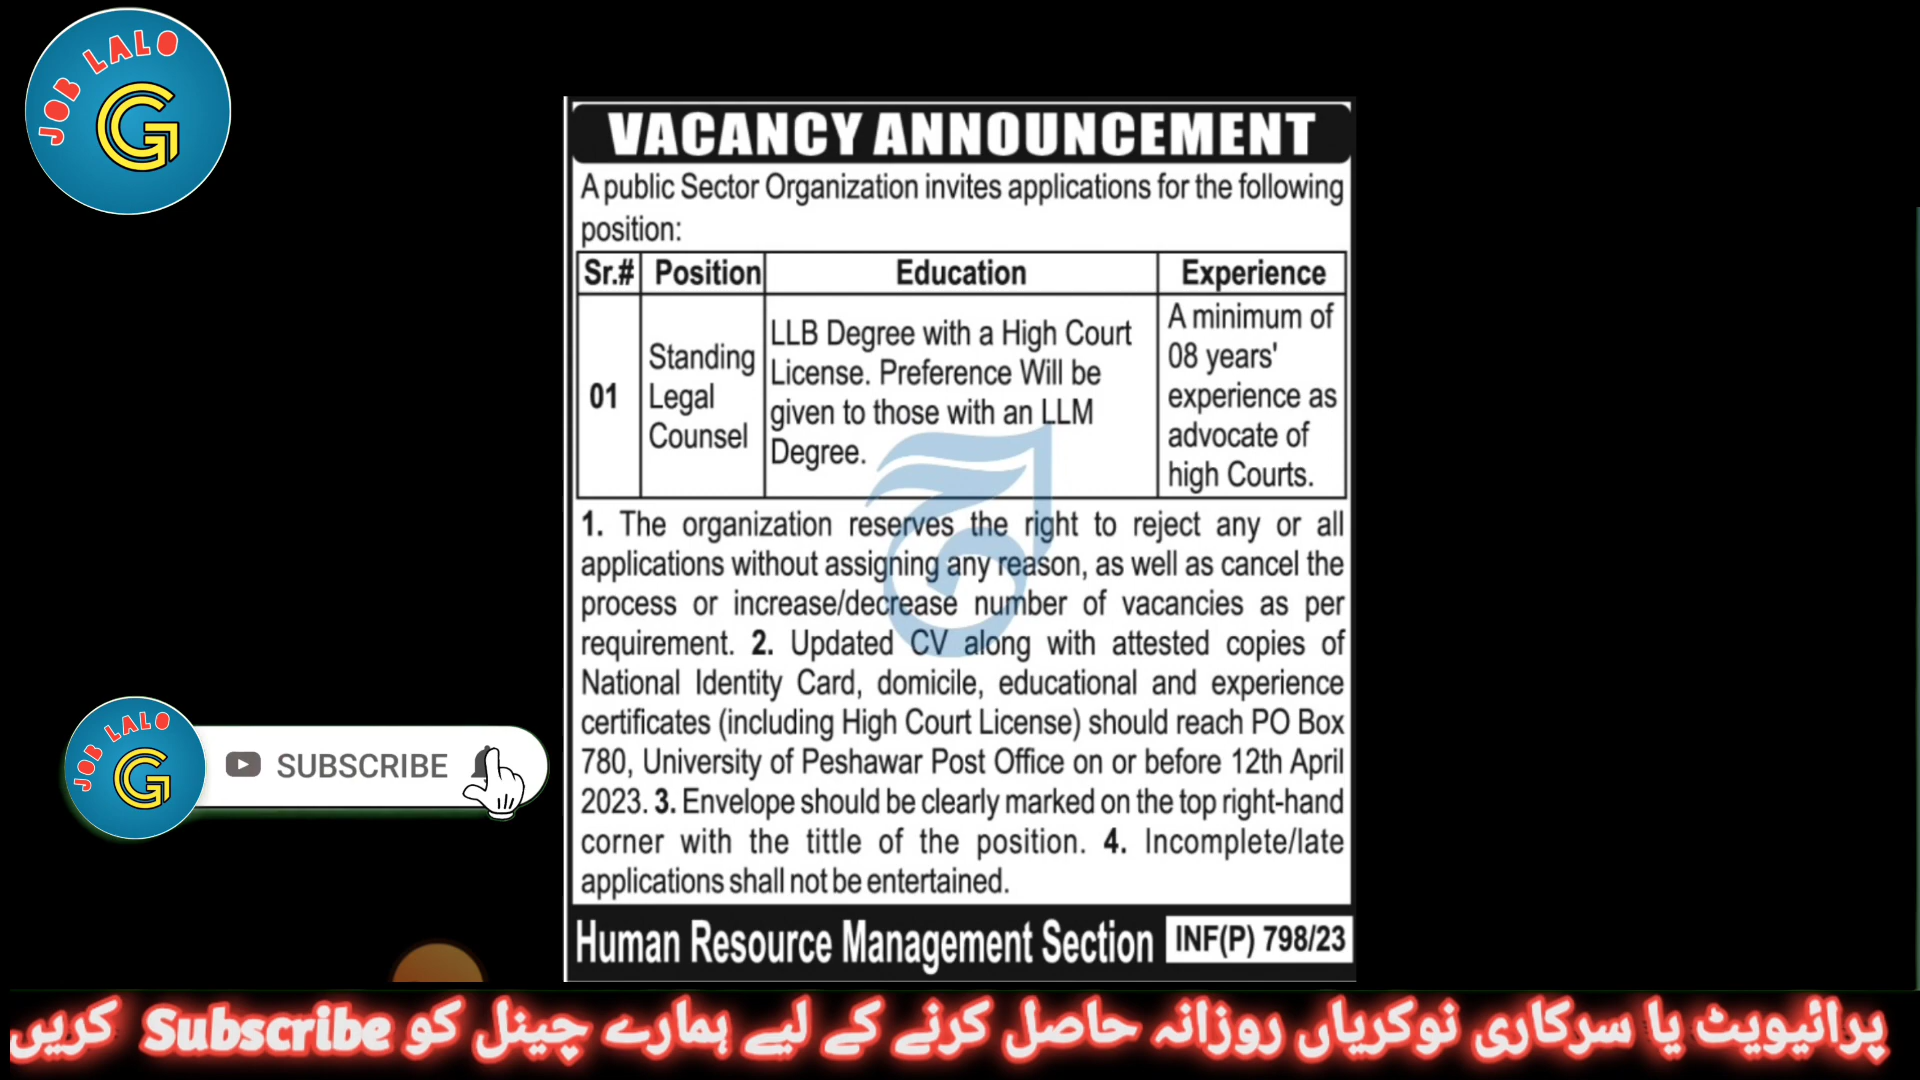 JOB LALO
G
VACANCY ANNOUNCEMENT
A public Sector Organization invites applications for the following
position:
Sr.# Position Education Experience
01
Standing
Legal
Counsel
LLB Degree with a High Court
License. Preference Will be
given to those with an LLM
Degree.
A minimum of
08 years'
experience as
advocate of
high Courts.
1. The organization reserves the right to reject any or all
applications without assigning any reason, as well as cancel the
process or increase/decrease number of vacancies as per
requirement. 2. Updated CV along with attested copies of
National Identity Card, domicile, educational and experience
certificates (including High Court License) should reach PO Box
780, University of Peshawar Post Office on or before 12th April
2023. 3. Envelope should be clearly marked on the top right-hand
corner with the tittle of the position. 4. Incomplete/late
applications shall not be entertained.
Human Resource Management Section INF(P) 798/23
JOB LALO
G
SUBSCRIBE
پرائیویٹ یا سرکاری نوکریاں روزانہ حاصل کرنے کے لیے ہمارے چینل کو Subscribe کریں